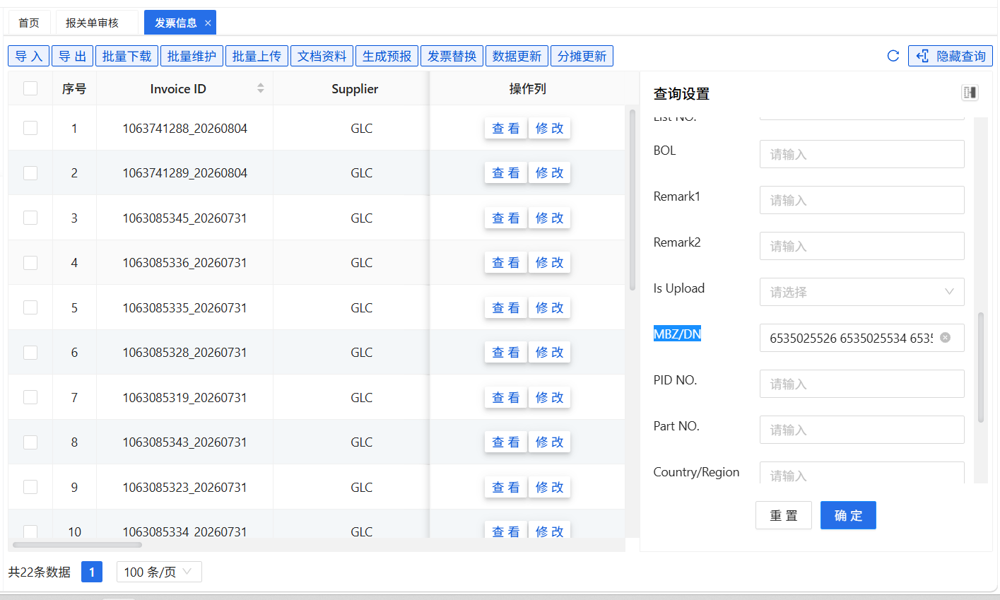 首页 报关单审核 发票信息
导 入 导 出 批量下载 批量维护 批量上传 文档资料 生成预报 发票替换 数据更新 分摊更新 隐藏查询
序号 Invoice ID Supplier 操作列
1 1063741288_20260804 GLC 查 看 修 改
2 1063741289_20260804 GLC 查 看 修 改
3 1063085345_20260731 GLC 查 看 修 改
4 1063085336_20260731 GLC 查 看 修 改
5 1063085335_20260731 GLC 查 看 修 改
6 1063085328_20260731 GLC 查 看 修 改
7 1063085319_20260731 GLC 查 看 修 改
8 1063085343_20260731 GLC 查 看 修 改
9 1063085323_20260731 GLC 查 看 修 改
10 1063085334_20260731 GLC 查 看 修 改
共22条数据 1 100 条/页
查询设置
List NO.
BOL 请输入
Remark1 请输入
Remark2 请输入
Is Upload 请选择
MBZ/DN 6535025526 6535025534 653
PID NO. 请输入
Part NO. 请输入
Country/Region 请输入
重 置 确 定